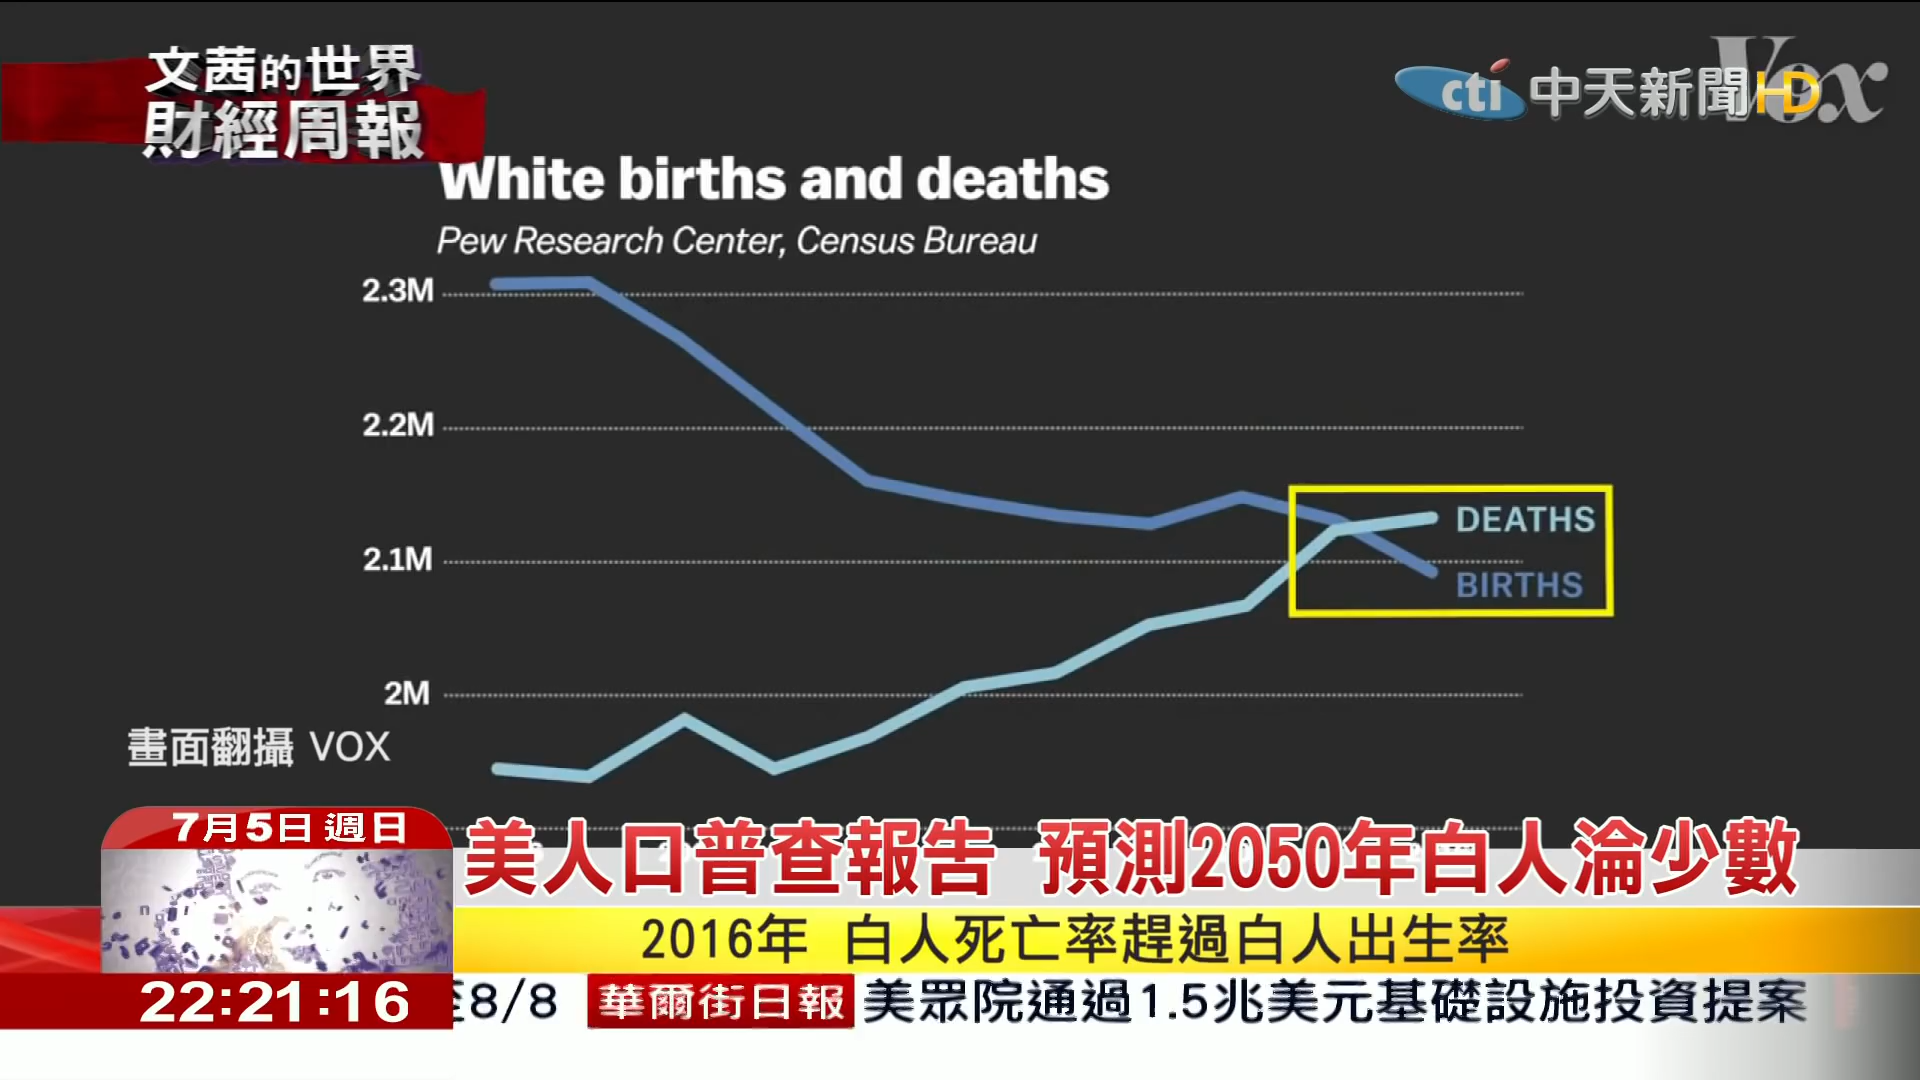 文茜的世界
財經周報
cti 中天新聞HD
Vox
White births and deaths
Pew Research Center, Census Bureau
2.3M
2.2M
2.1M
2M
DEATHS
BIRTHS
畫面翻攝 VOX
7月5日 週日
美人口普查報告 預測2050年白人淪少數
2016年 白人死亡率趕過白人出生率
22:21:16
至8/8 華爾街日報 美眾院通過1.5兆美元基礎設施投資提案